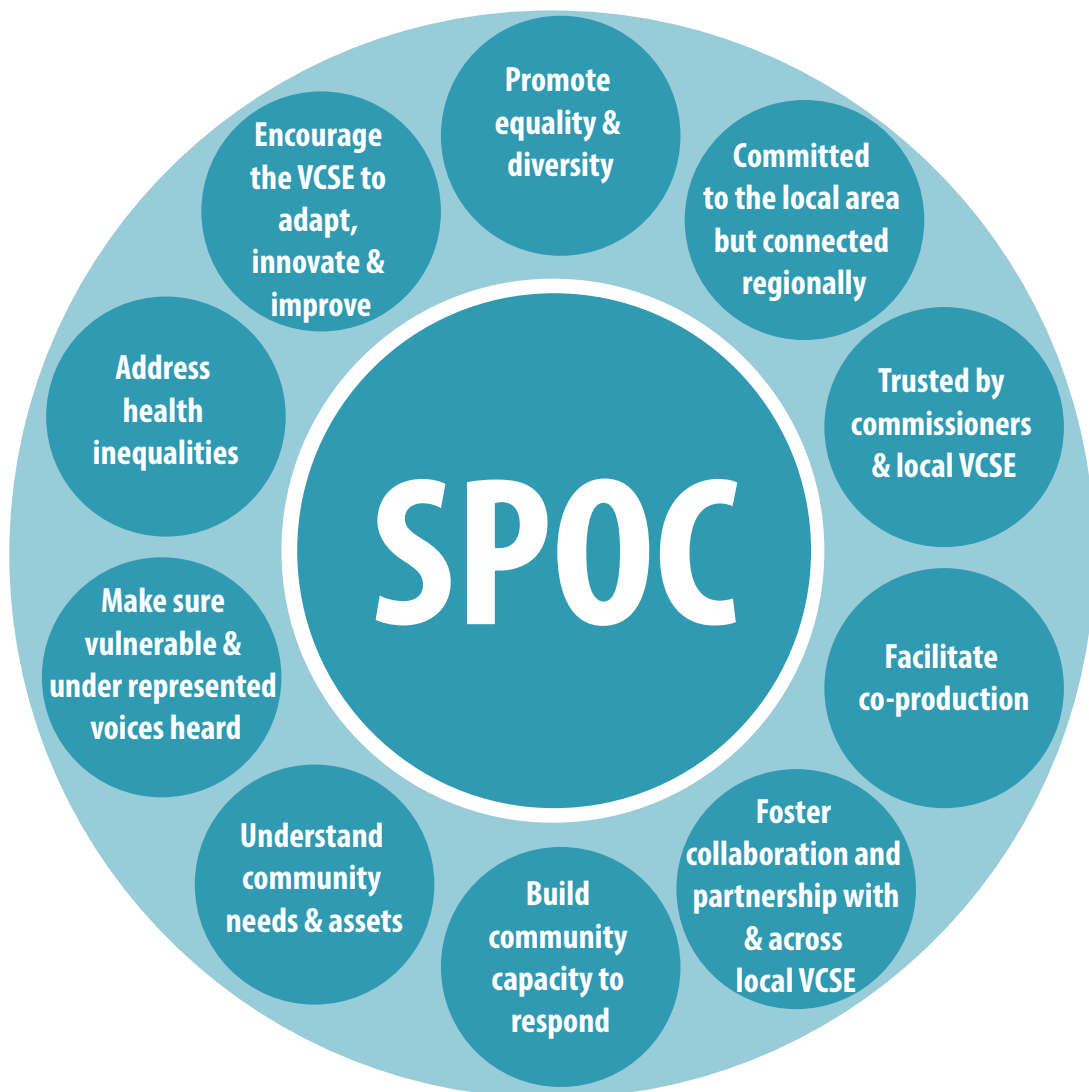 Promote
equality &
diversity
Committed
to the local area
but connected
regionally
Trusted by
commissioners
& local VCSE
Facilitate
co-production
Foster
collaboration and
partnership with
& across
local VCSE
Build
community
capacity to
respond
Understand
community
needs & assets
Make sure
vulnerable &
under represented
voices heard
Address
health
inequalities
Encourage
the VCSE to
adapt,
innovate &
improve
SPOC